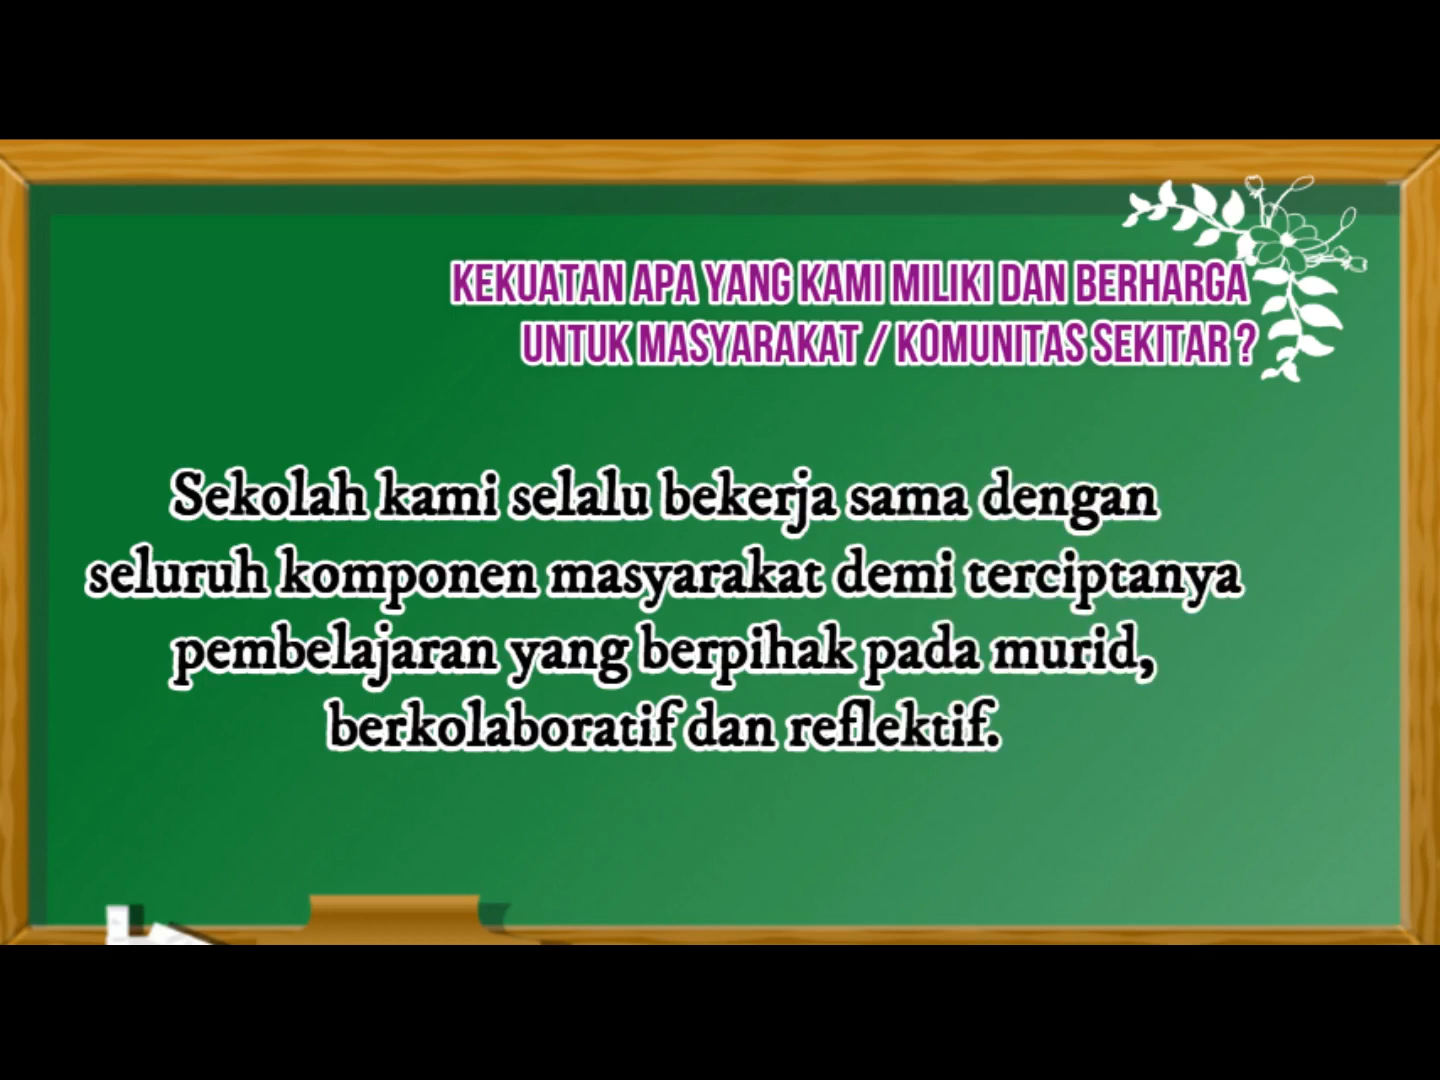 KEKUATAN APA YANG KAMI MILIKI DAN BERHARGA
UNTUK MASYARAKAT / KOMUNITAS SEKITAR ?
Sekolah kami selalu bekerja sama dengan
seluruh komponen masyarakat demi terciptanya
pembelajaran yang berpihak pada murid,
berkolaboratif dan reflektif.